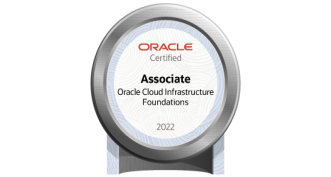 ORACLE
Certified
Associate
Oracle Cloud Infrastructure
Foundations
2022